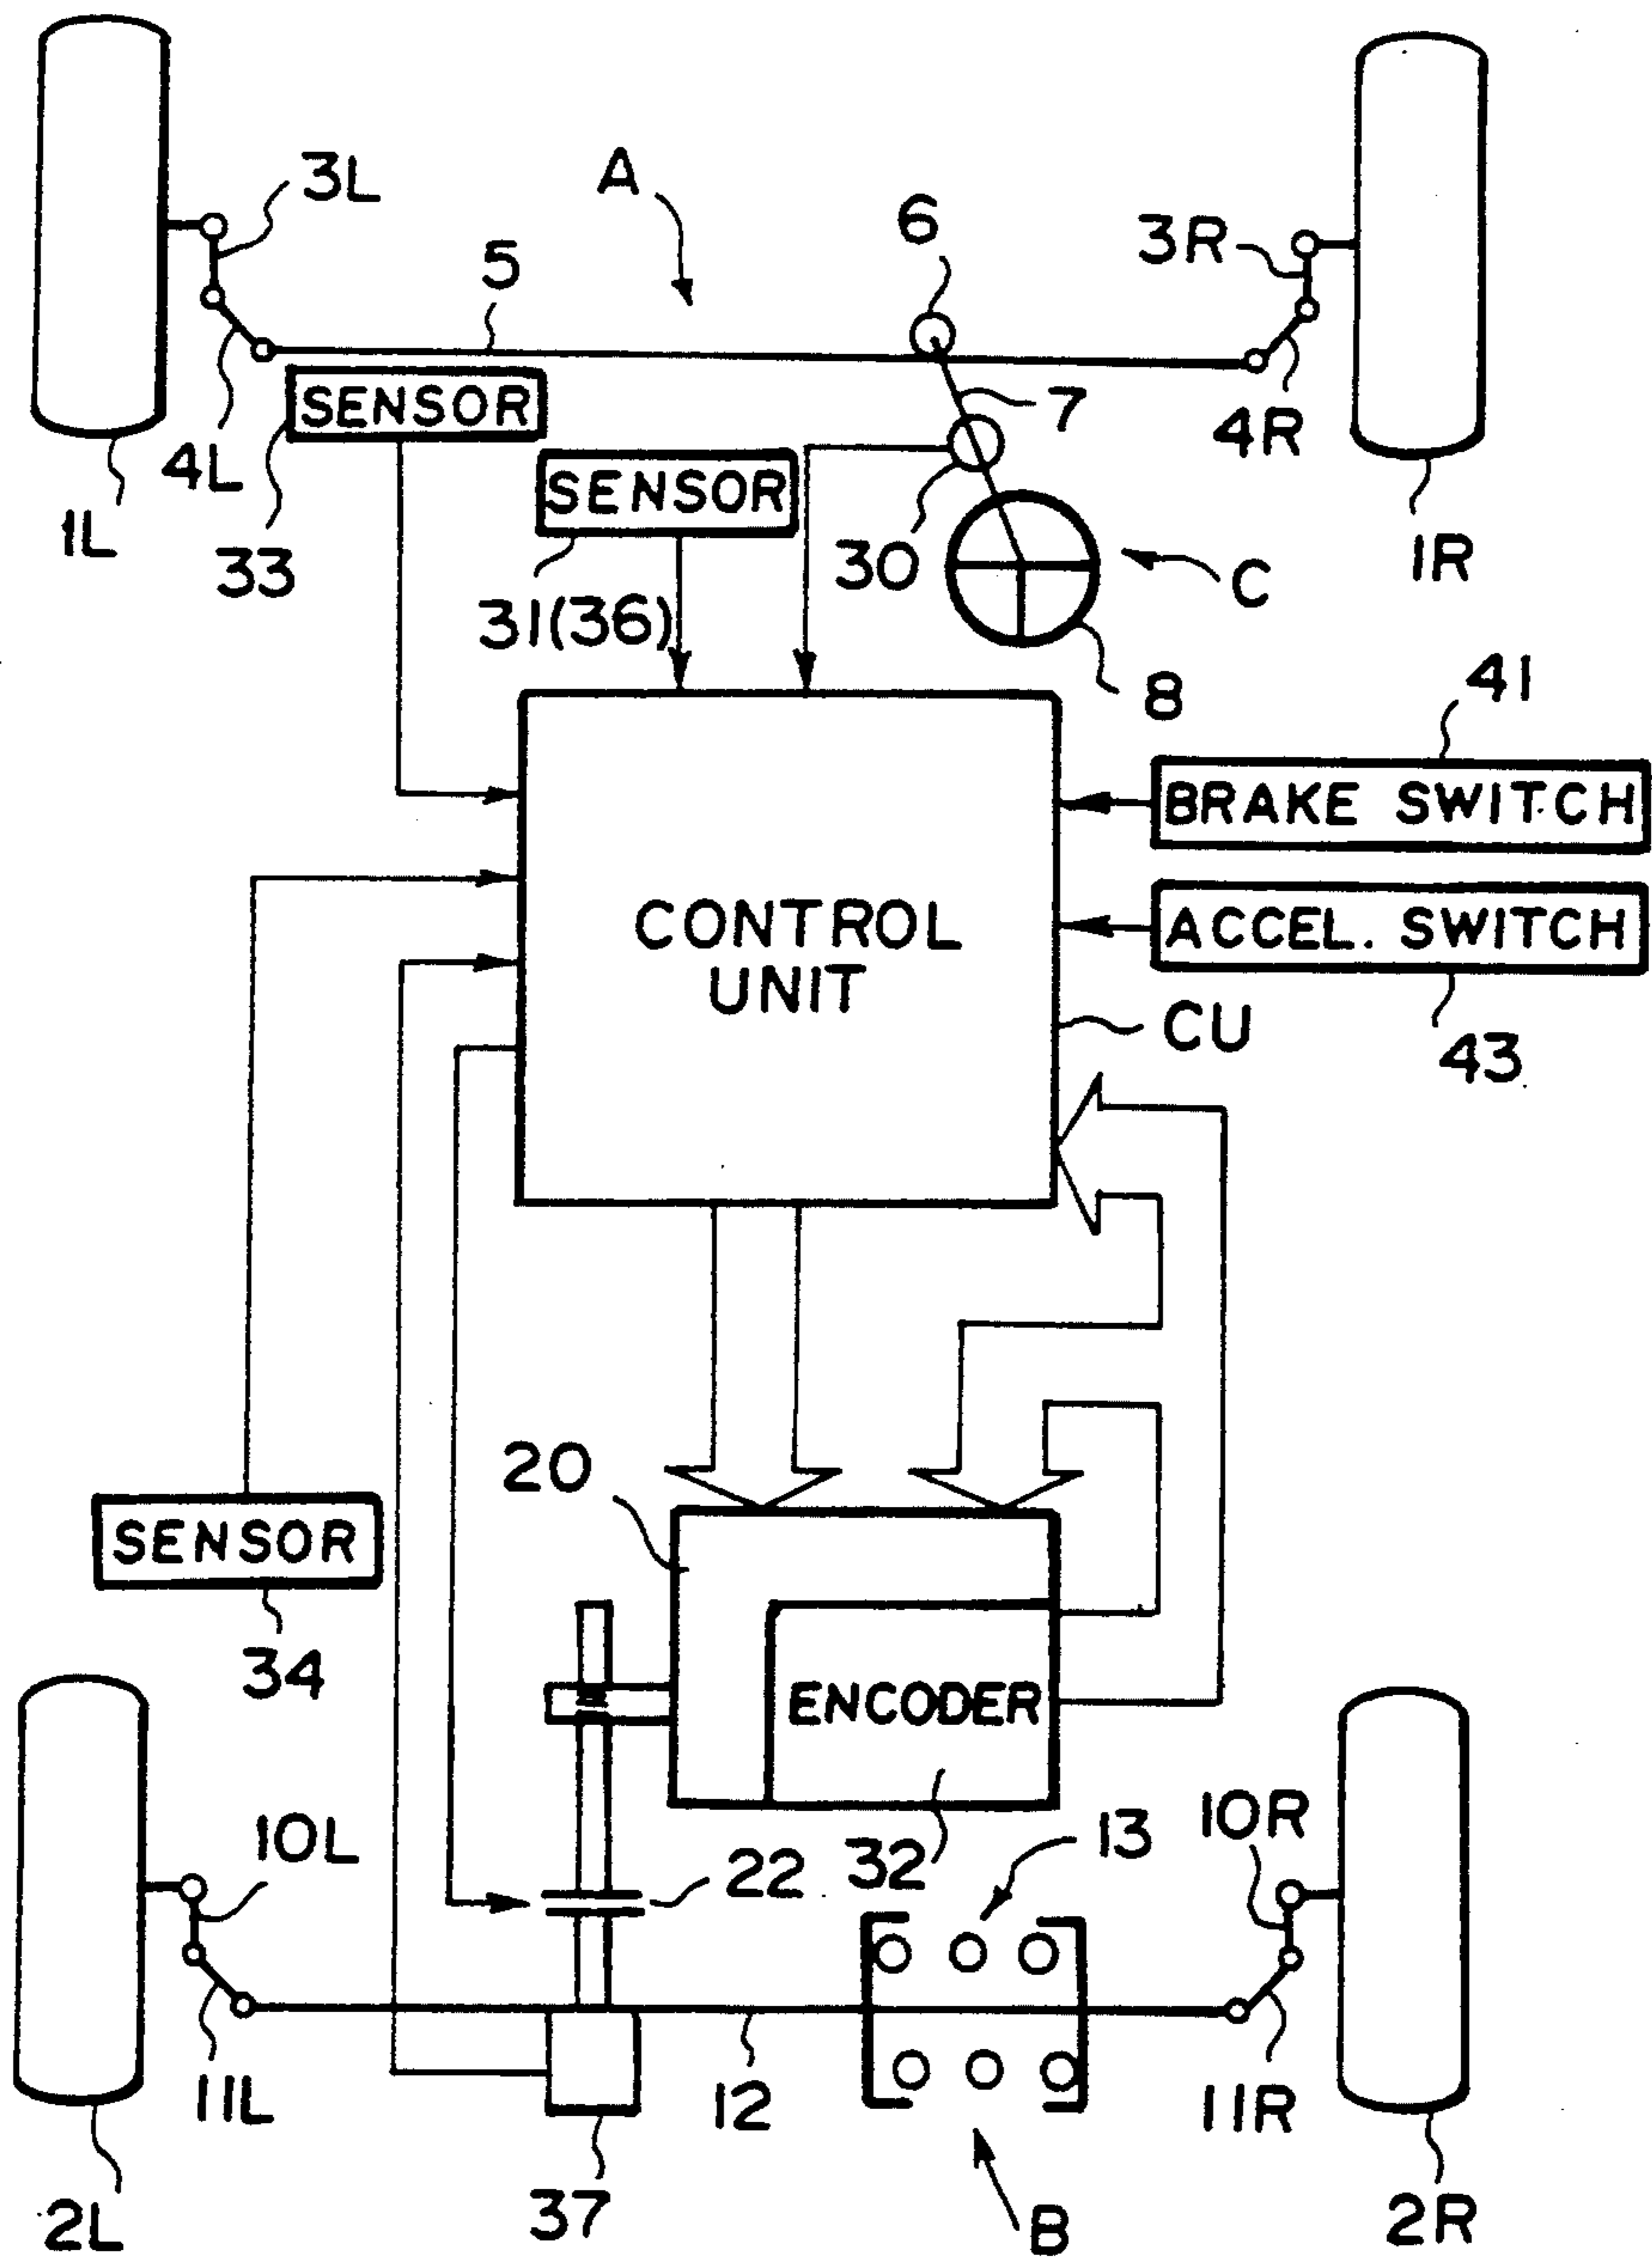 3L
A
6
3R
5
SENSOR
7
4R
4L
SENSOR
1L
33
30
C
1R
31(36)
8
41
BRAKE SWITCH
CONTROL
UNIT
ACCEL. SWITCH
CU
43
20
SENSOR
34
ENCODER
10L
22
32
13
10R
11L
12
11R
2L
37
B
2R